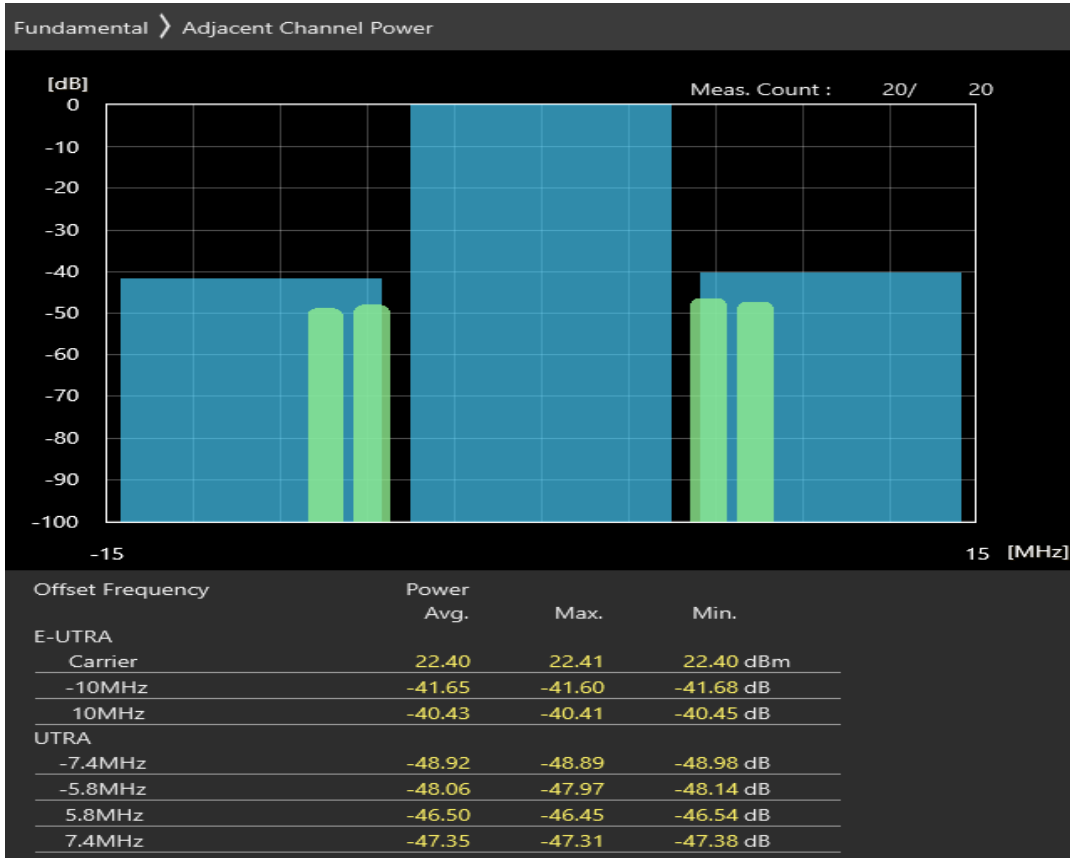 Fundamental 》 Adjacent Channel Power
[dB]
Meas. Count : 20/ 20
0
-10
-20
-30
-40
-50
-60
-70
-80
-90
-100
-15 15 [MHz]
Offset Frequency Power
Avg. Max. Min.
E-UTRA
Carrier 22.40 22.41 22.40 dBm
-10MHz -41.65 -41.60 -41.68 dB
10MHz -40.43 -40.41 -40.45 dB
UTRA
-7.4MHz -48.92 -48.89 -48.98 dB
-5.8MHz -48.06 -47.97 -48.14 dB
5.8MHz -46.50 -46.45 -46.54 dB
7.4MHz -47.35 -47.31 -47.38 dB